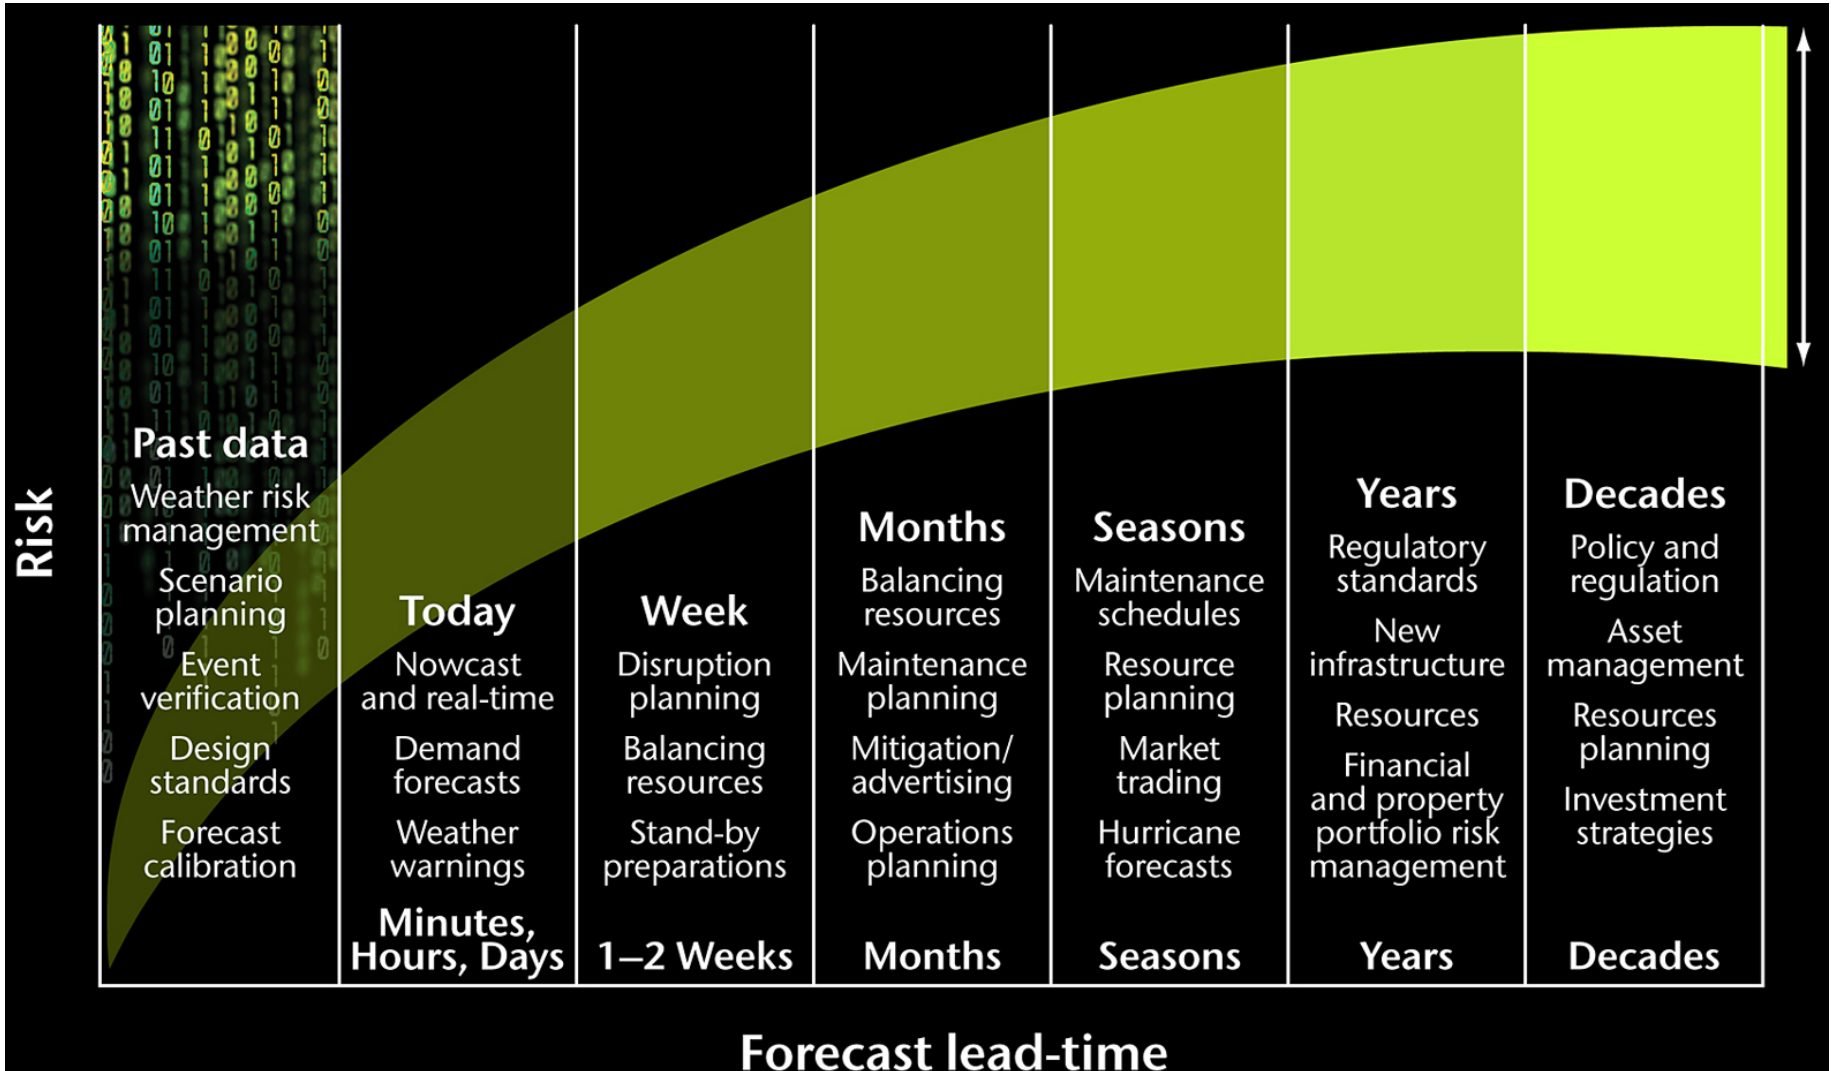 Risk
Past data
Weather risk
management
Scenario
planning
Event
verification
Design
standards
Forecast
calibration
Today
Nowcast
and real-time
Demand
forecasts
Weather
warnings
Minutes,
Hours, Days
Week
Disruption
planning
Balancing
resources
Stand-by
preparations
1–2 Weeks
Months
Balancing
resources
Maintenance
planning
Mitigation/
advertising
Operations
planning
Months
Seasons
Maintenance
schedules
Resource
planning
Market
trading
Hurricane
forecasts
Seasons
Years
Regulatory
standards
New
infrastructure
Resources
Financial
and property
portfolio risk
management
Years
Decades
Policy and
regulation
Asset
management
Resources
planning
Investment
strategies
Decades
Forecast lead-time